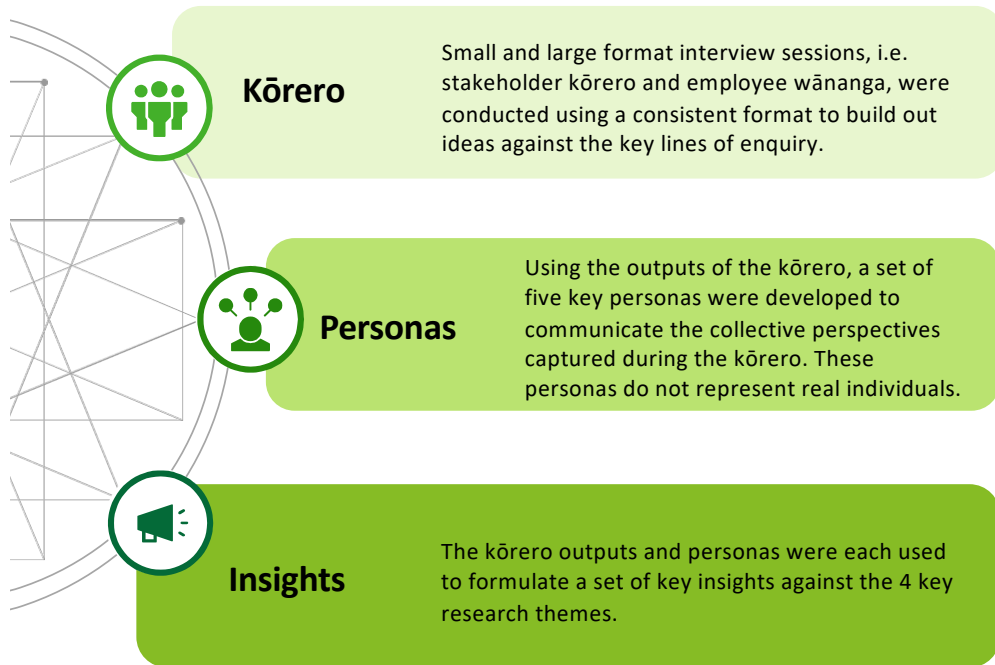 Kōrero
Small and large format interview sessions, i.e.
stakeholder kōrero and employee wānanga, were
conducted using a consistent format to build out
ideas against the key lines of enquiry.
Personas
Using the outputs of the kōrero, a set of
five key personas were developed to
communicate the collective perspectives
captured during the kōrero. These
personas do not represent real individuals.
Insights
The kōrero outputs and personas were each used
to formulate a set of key insights against the 4 key
research themes.